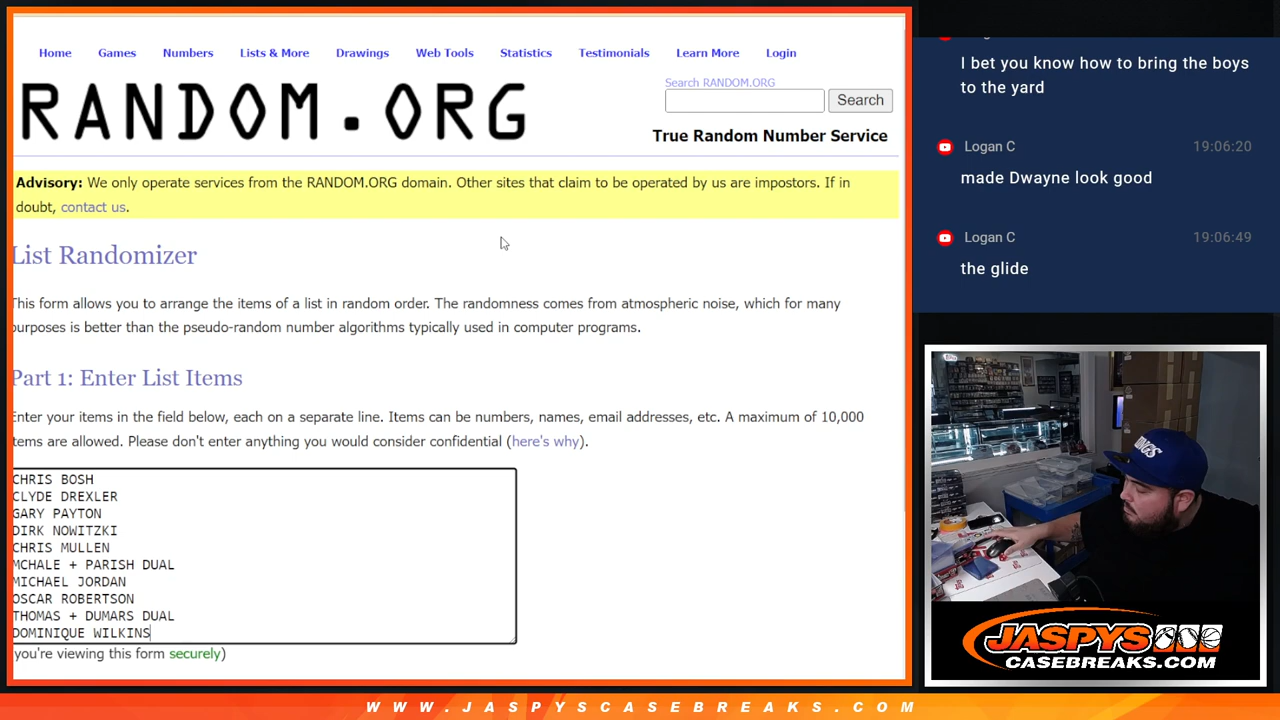 Home Games Numbers Lists & More Drawings Web Tools Statistics Testimonials Learn More Login
RANDOM.ORG
Search RANDOM.ORG
Search
True Random Number Service
Advisory: We only operate services from the RANDOM.ORG domain. Other sites that claim to be operated by us are impostors. If in
doubt, contact us.
List Randomizer
This form allows you to arrange the items of a list in random order. The randomness comes from atmospheric noise, which for many
purposes is better than the pseudo-random number algorithms typically used in computer programs.
Part 1: Enter List Items
Enter your items in the field below, each on a separate line. Items can be numbers, names, email addresses, etc. A maximum of 10,000
items are allowed. Please don't enter anything you would consider confidential (here's why).
CHRIS BOSH
CLYDE DREXLER
GARY PAYTON
DIRK NOWITZKI
CHRIS MULLEN
MCHALE + PARISH DUAL
MICHAEL JORDAN
OSCAR ROBERTSON
THOMAS + DUMARS DUAL
DOMINIQUE WILKINS
you're viewing this form securely)
I bet you know how to bring the boys
to the yard
Logan C 19:06:20
made Dwayne look good
Logan C 19:06:49
the glide
KINGS
JASPYS
CASEBREAKS.COM
WWW.JASPYSCASEBREAKS.COM